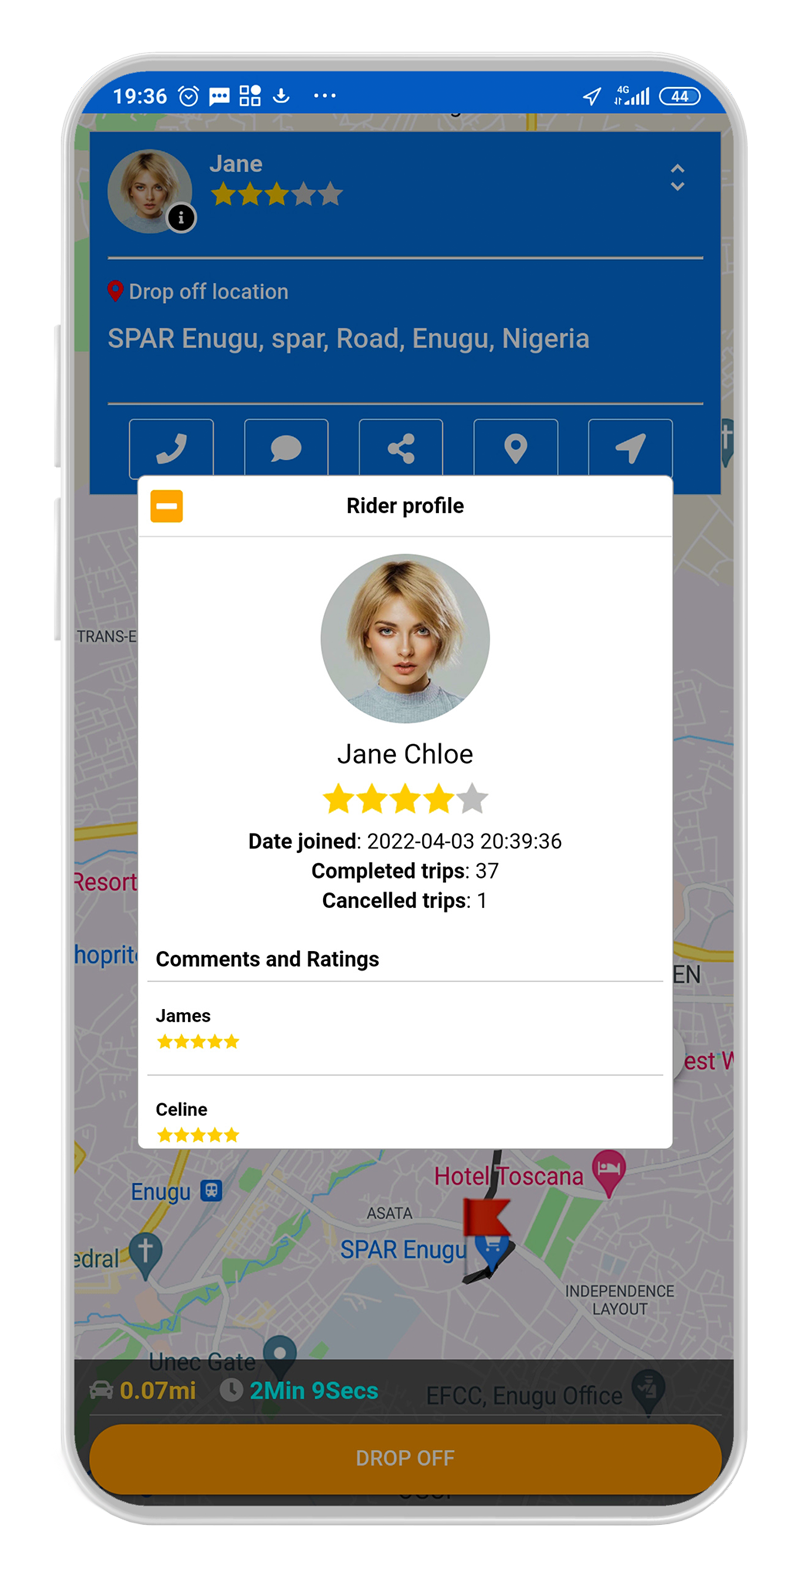 19:36
4G
44
Jane
Drop off location
SPAR Enugu, spar, Road, Enugu, Nigeria
Rider profile
TRANS-E
Jane Chloe
Date joined: 2022-04-03 20:39:36
Completed trips: 37
Cancelled trips: 1
Resort
hoprit
Comments and Ratings
EN
James
est W
Celine
Hotel Toscana
Enugu
ASATA
SPAR Enugu
edral
INDEPENDENCE
LAYOUT
Unec Gate
0.07mi
2Min 9Secs
EFCC, Enugu Office
DROP OFF